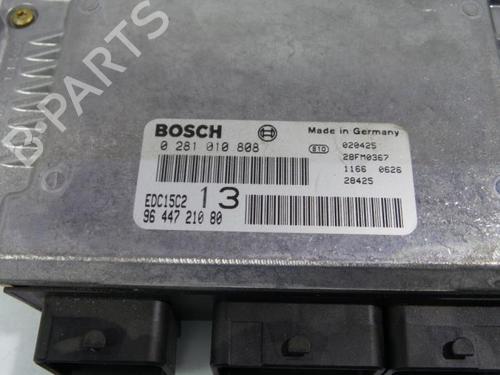 B-PARTS
BOSCH
Made in Germany
0 281 010 808
e10
020425
28FM0367
1166 0626
28425
EDC15C2 13
96 447 210 80